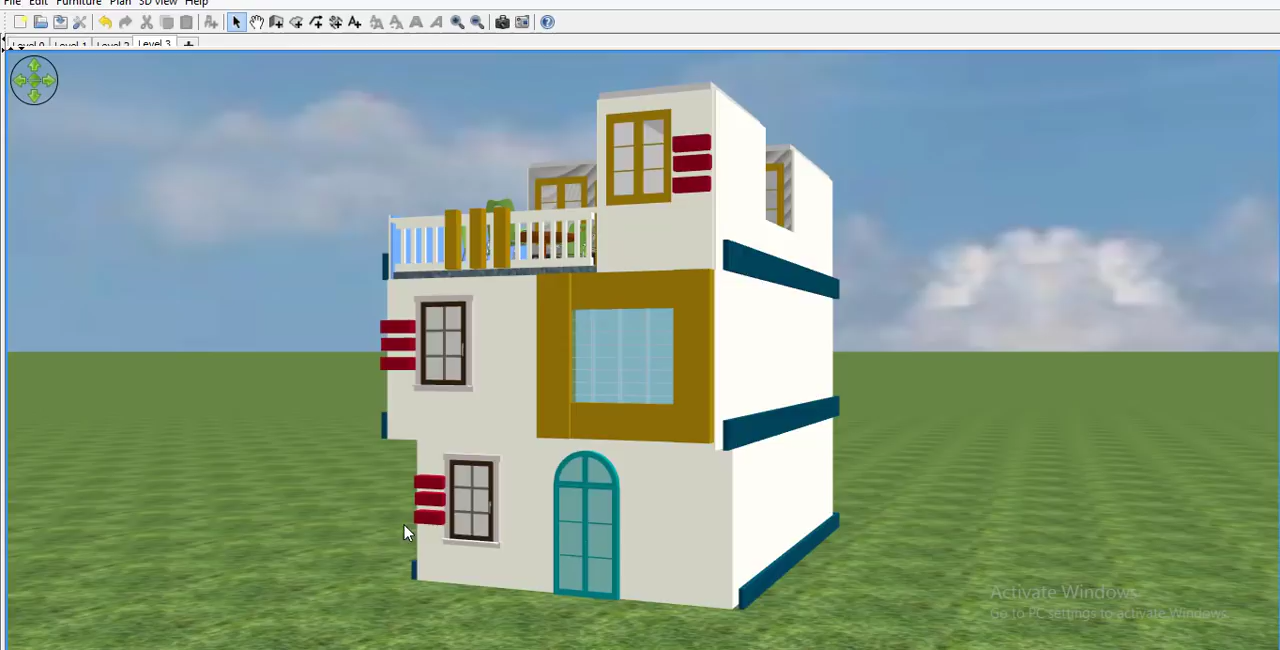 File Edit Furniture Plan 3D view Help
Level 0 Level 1 Level 2 Level 3
Activate Windows
Go to PC settings to activate Windows.